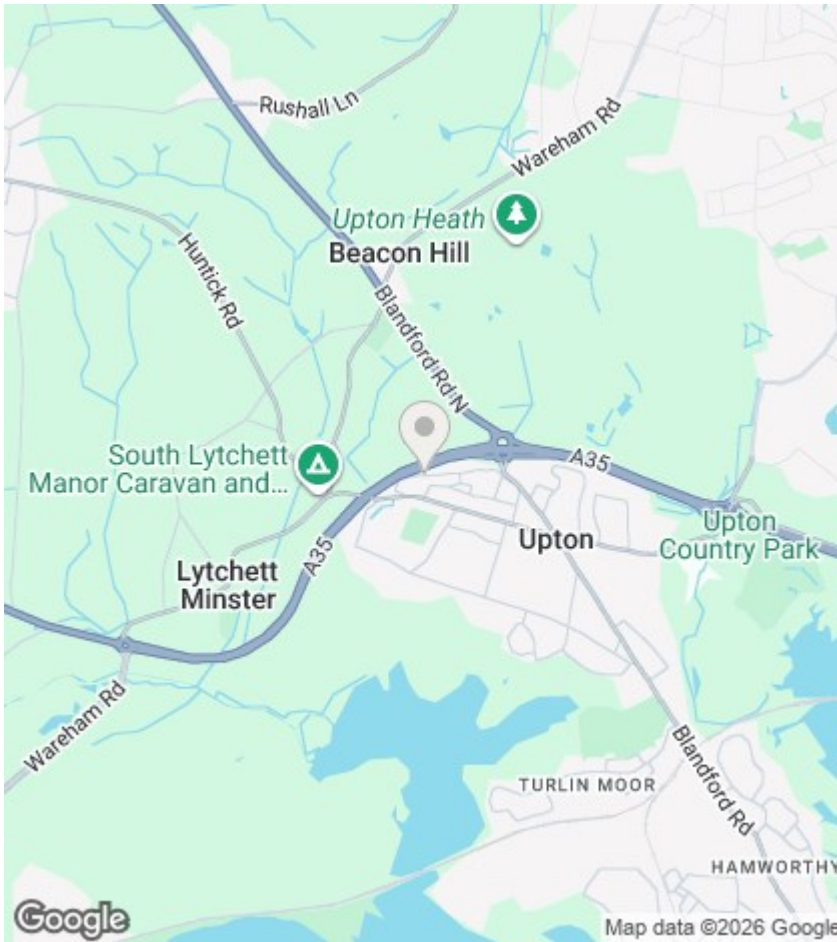 Rushall Ln
Wareham Rd
Upton Heath
Beacon Hill
Huntick Rd
Blandford Rd N
South Lytchett
Manor Caravan and...
A35
Upton
Upton
Country Park
Lytchett
Minster
A35
Wareham Rd
Blandford Rd
TURLIN MOOR
HAMWORTHY
Google
Map data ©2026 Google